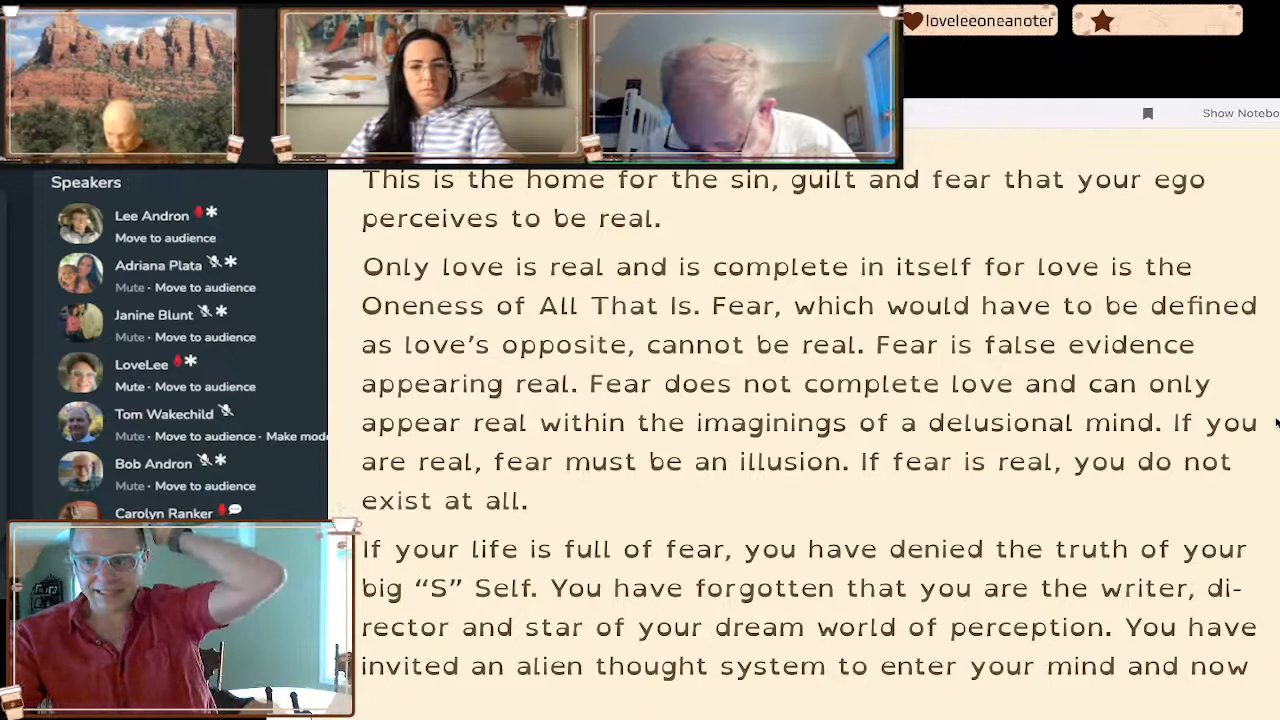 loveleeoneanoter
Show Notebo
Speakers
Lee Andron
Move to audience
Adriana Plata
Mute · Move to audience
Janine Blunt
Mute · Move to audience
LoveLee
Mute · Move to audience
Tom Wakechild
Mute · Move to audience · Make mode
Bob Andron
Mute · Move to audience
Carolyn Ranker
This is the home for the sin, guilt and fear that your ego
perceives to be real.
Only love is real and is complete in itself for love is the
Oneness of All That Is. Fear, which would have to be defined
as love's opposite, cannot be real. Fear is false evidence
appearing real. Fear does not complete love and can only
appear real within the imaginings of a delusional mind. If you
are real, fear must be an illusion. If fear is real, you do not
exist at all.
If your life is full of fear, you have denied the truth of your
big “S” Self. You have forgotten that you are the writer, di-
rector and star of your dream world of perception. You have
invited an alien thought system to enter your mind and now